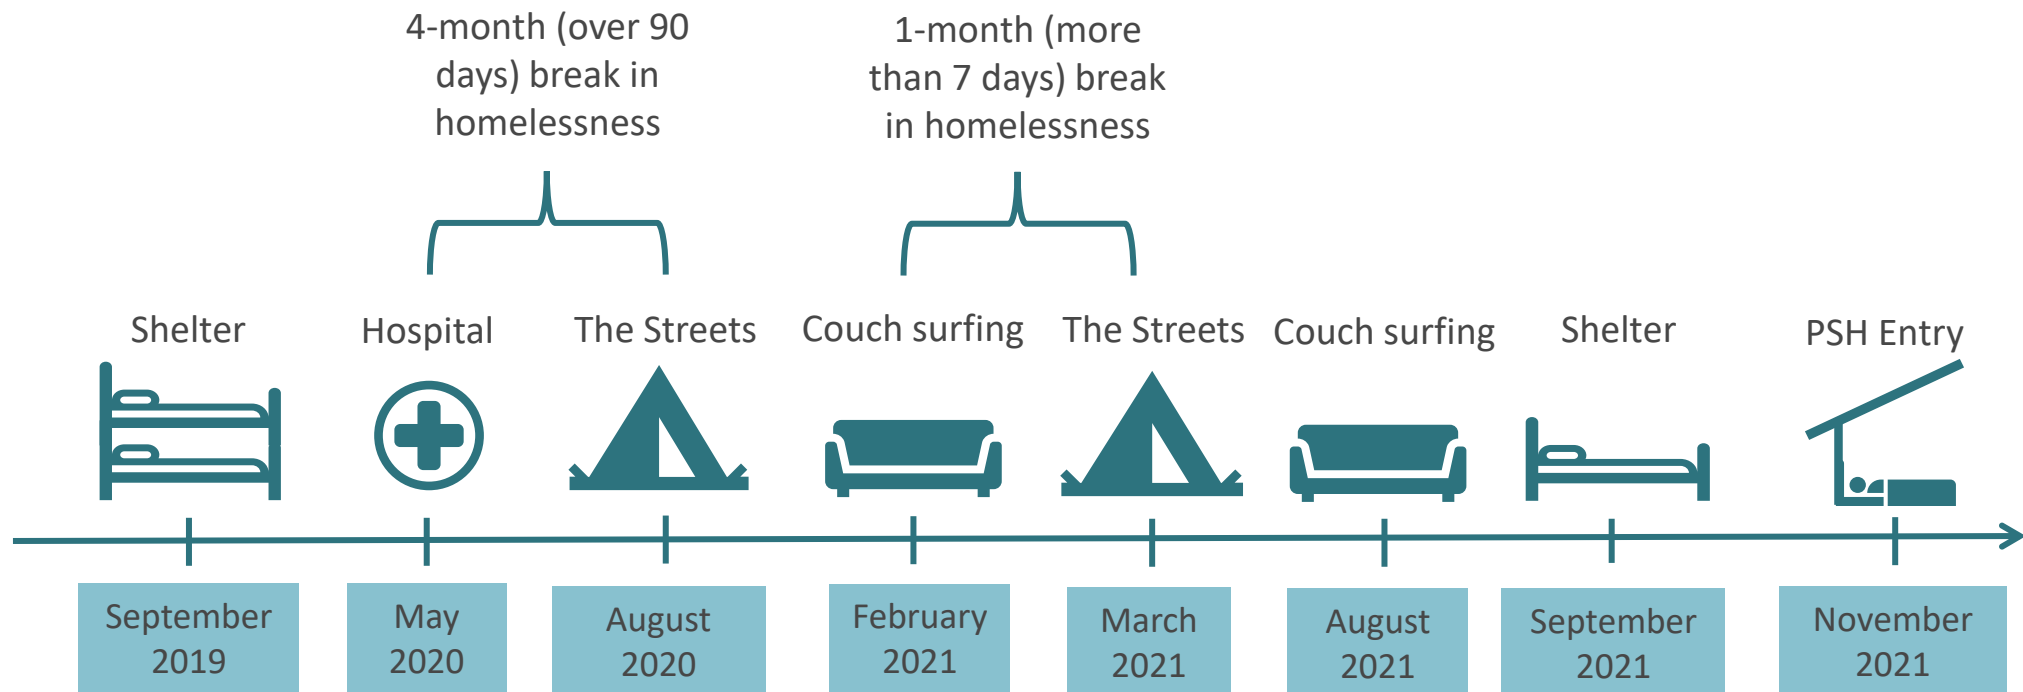 4-month (over 90
days) break in
homelessness
1-month (more
than 7 days) break
in homelessness
Shelter
Hospital
The Streets
Couch surfing
The Streets
Couch surfing
Shelter
PSH Entry
September
2019
May
2020
August
2020
February
2021
March
2021
August
2021
September
2021
November
2021